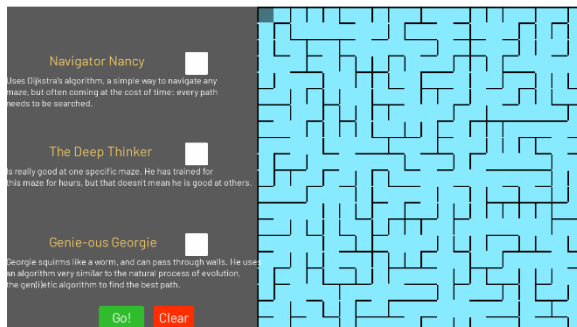 Navigator Nancy
Uses Dijkstra's algorithm, a simple way to navigate any
maze, but often coming at the cost of time: every path
needs to be searched.
The Deep Thinker
Is really good at one specific maze. He has trained for
this maze for hours, but that doesn't mean he is good at others.
Genie-ous Georgie
Georgie squirms like a worm, and can pass through walls. He uses
an algorithm very similar to the natural process of evolution,
the gen(i)etic algorithm to find the best path.
Go! Clear